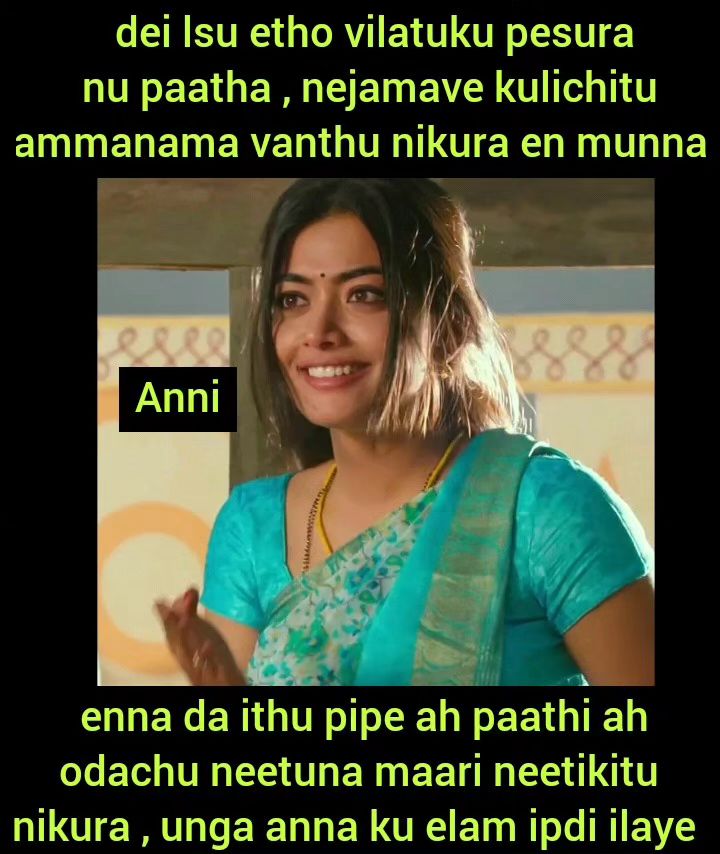 dei lsu etho vilatuku pesura
nu paatha , nejamave kulichitu
ammanama vanthu nikura en munna
Anni
enna da ithu pipe ah paathi ah
odachu neetuna maari neetikitu
nikura , unga anna ku elam ipdi ilaye